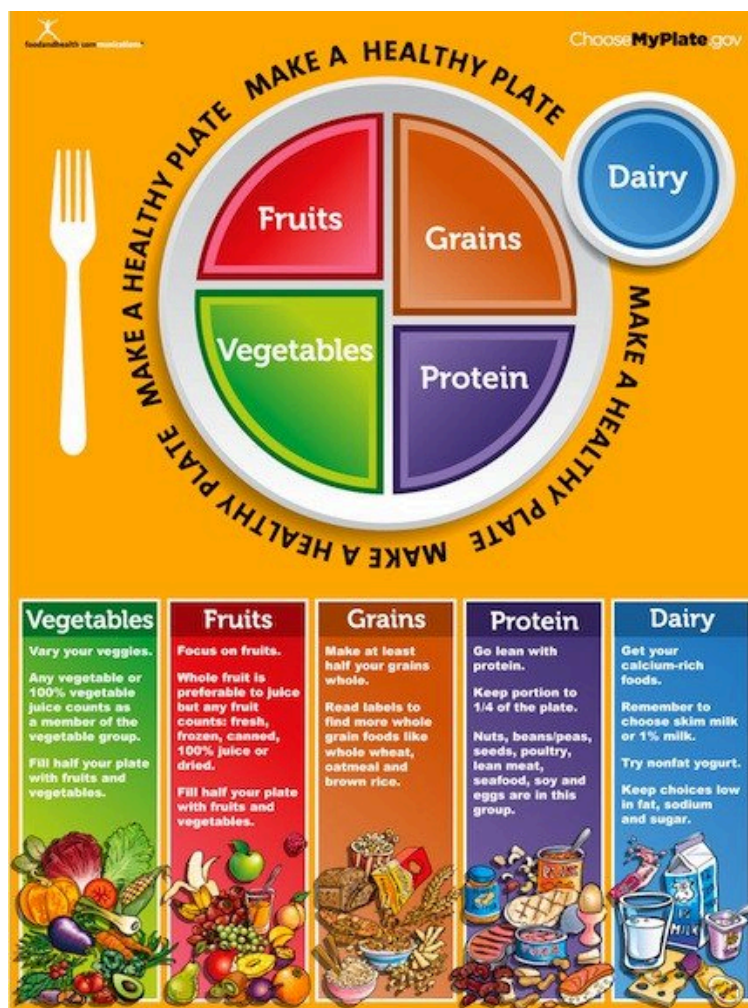 foodandhealth communications
ChooseMyPlate.gov
MAKE A HEALTHY PLATE
MAKE A HEALTHY PLATE
MAKE A HEALTHY PLATE
MAKE A HEALTHY PLATE
Fruits
Grains
Dairy
Vegetables
Protein
Vegetables
Vary your veggies.
Any vegetable or
100% vegetable
juice counts as
a member of the
vegetable group.
Fill half your plate
with fruits and
vegetables.
Fruits
Focus on fruits.
Whole fruit is
preferable to juice
but any fruit
counts: fresh,
frozen, canned,
100% juice or
dried.
Fill half your plate
with fruits and
vegetables.
Grains
Make at least
half your grains
whole.
Read labels to
find more whole
grain foods like
whole wheat,
oatmeal and
brown rice.
Protein
Go lean with
protein.
Keep portion to
1/4 of the plate.
Nuts, beans/peas,
seeds, poultry,
lean meat,
seafood, soy and
eggs are in this
group.
Dairy
Get your
calcium-rich
foods.
Remember to
choose skim milk
or 1% milk.
Try nonfat yogurt.
Keep choices low
in fat, sodium
and sugar.
MILK